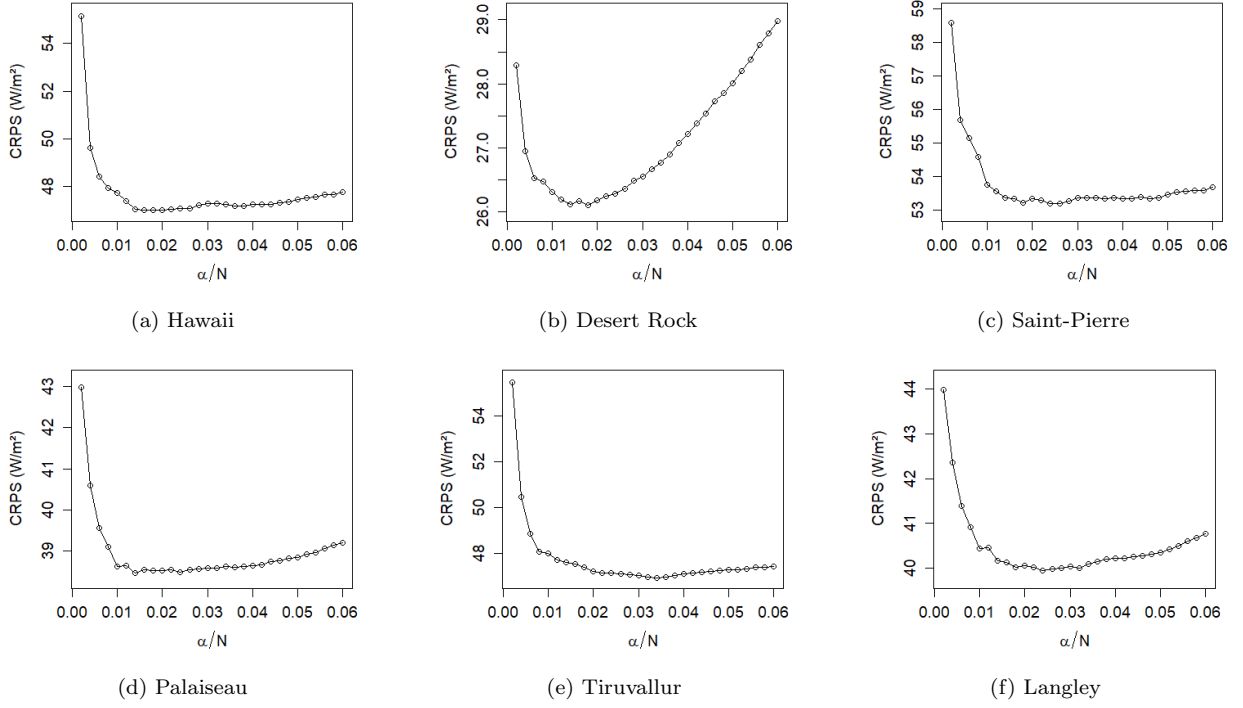 CRPS (W/m²)
48 50 52 54
0.00 0.01 0.02 0.03 0.04 0.05 0.06
α/N
(a) Hawaii
CRPS (W/m²)
26.0 27.0 28.0 29.0
0.00 0.01 0.02 0.03 0.04 0.05 0.06
α/N
(b) Desert Rock
CRPS (W/m²)
53 54 55 56 57 58 59
0.00 0.01 0.02 0.03 0.04 0.05 0.06
α/N
(c) Saint-Pierre
CRPS (W/m²)
39 40 41 42 43
0.00 0.01 0.02 0.03 0.04 0.05 0.06
α/N
(d) Palaiseau
CRPS (W/m²)
48 50 52 54
0.00 0.01 0.02 0.03 0.04 0.05 0.06
α/N
(e) Tiruvallur
CRPS (W/m²)
40 41 42 43 44
0.00 0.01 0.02 0.03 0.04 0.05 0.06
α/N
(f) Langley